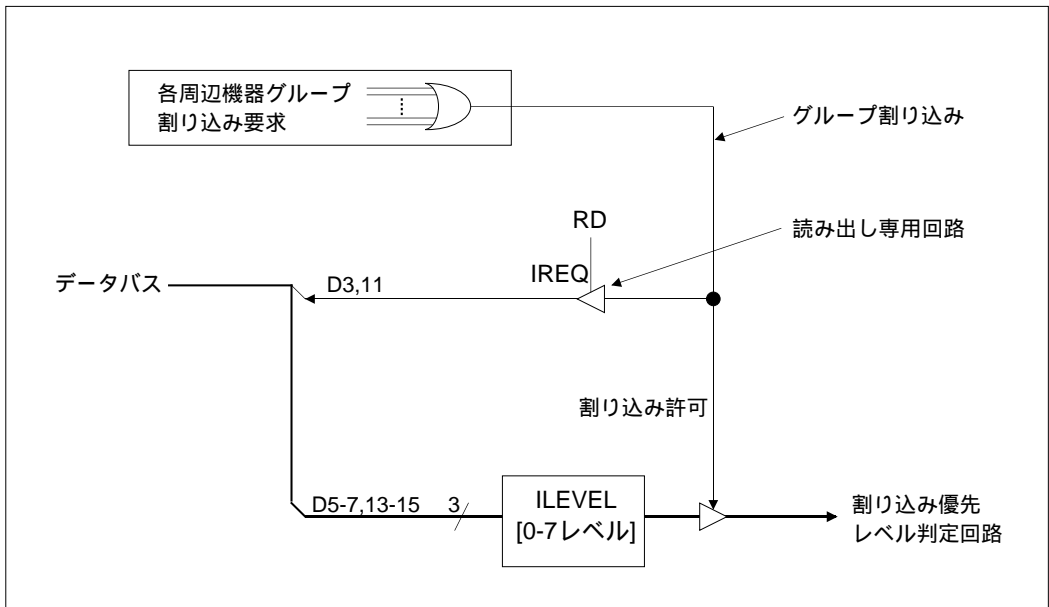 各周辺機器グループ
割り込み要求
グループ割り込み
RD
読み出し専用回路
IREQ
データバス
D3,11
割り込み許可
D5-7,13-15
3
ILEVEL
[0-7レベル]
割り込み優先
レベル判定回路